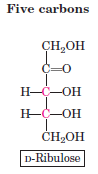 Five carbons
CH₂OH
C=O
H–C–OH
H–C–OH
CH₂OH
D-Ribulose